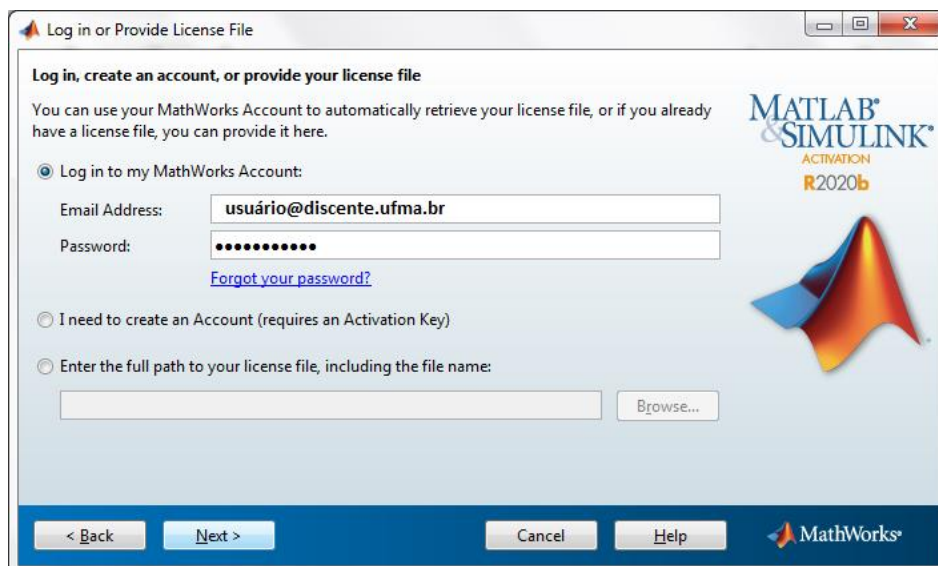 Log in or Provide License File
Log in, create an account, or provide your license file
You can use your MathWorks Account to automatically retrieve your license file, or if you already
have a license file, you can provide it here.
MATLAB®
&SIMULINK®
ACTIVATION
R2020b
Log in to my MathWorks Account:
Email Address:
usuário@discente.ufma.br
Password:
•••••••••••
Forgot your password?
I need to create an Account (requires an Activation Key)
Enter the full path to your license file, including the file name:
Browse...
< Back
Next >
Cancel
Help
MathWorks®